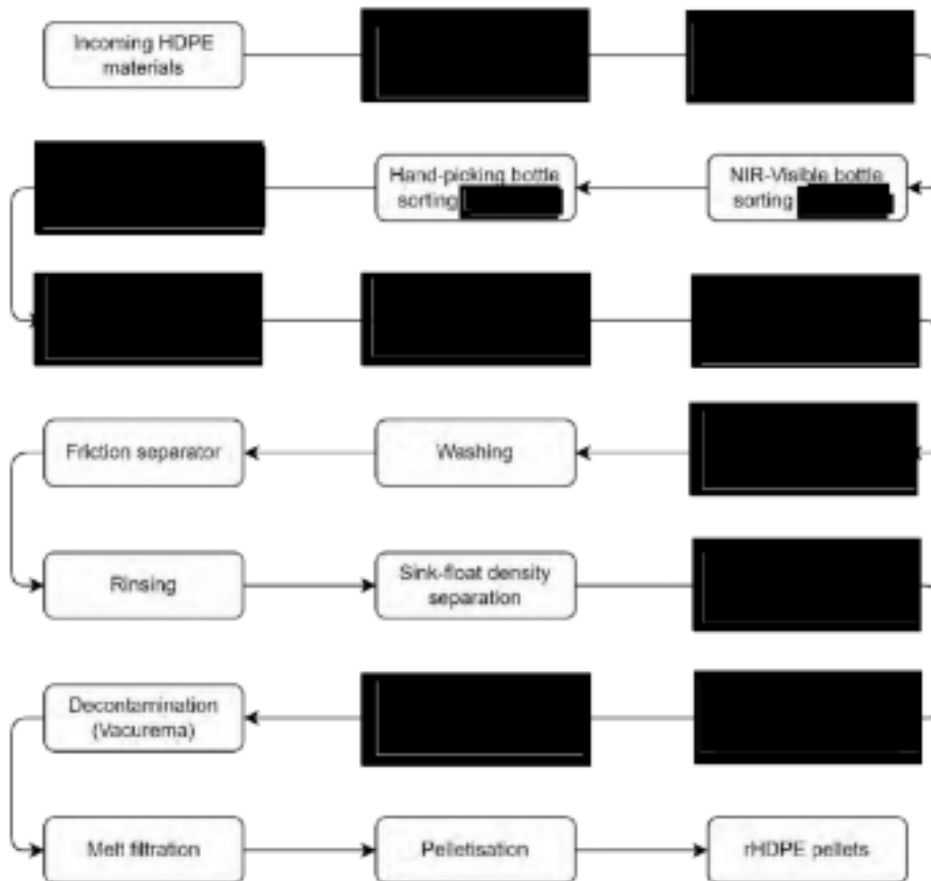 Incoming HDPE
materials
Hand-picking bottle
sorting
NIR-Visible bottle
sorting
Friction separator
Washing
Rinsing
Sink-float density
separation
Decontamination
(Vacurema)
Melt filtration
Pelletisation
rHDPE pellets